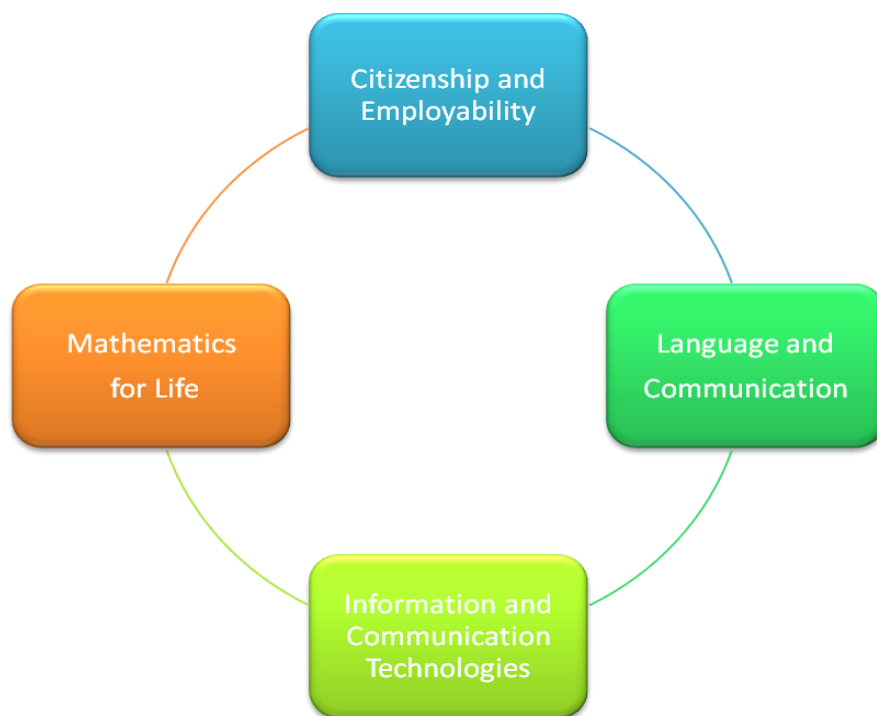 Citizenship and
Employability
Mathematics
for Life
Language and
Communication
Information and
Communication
Technologies